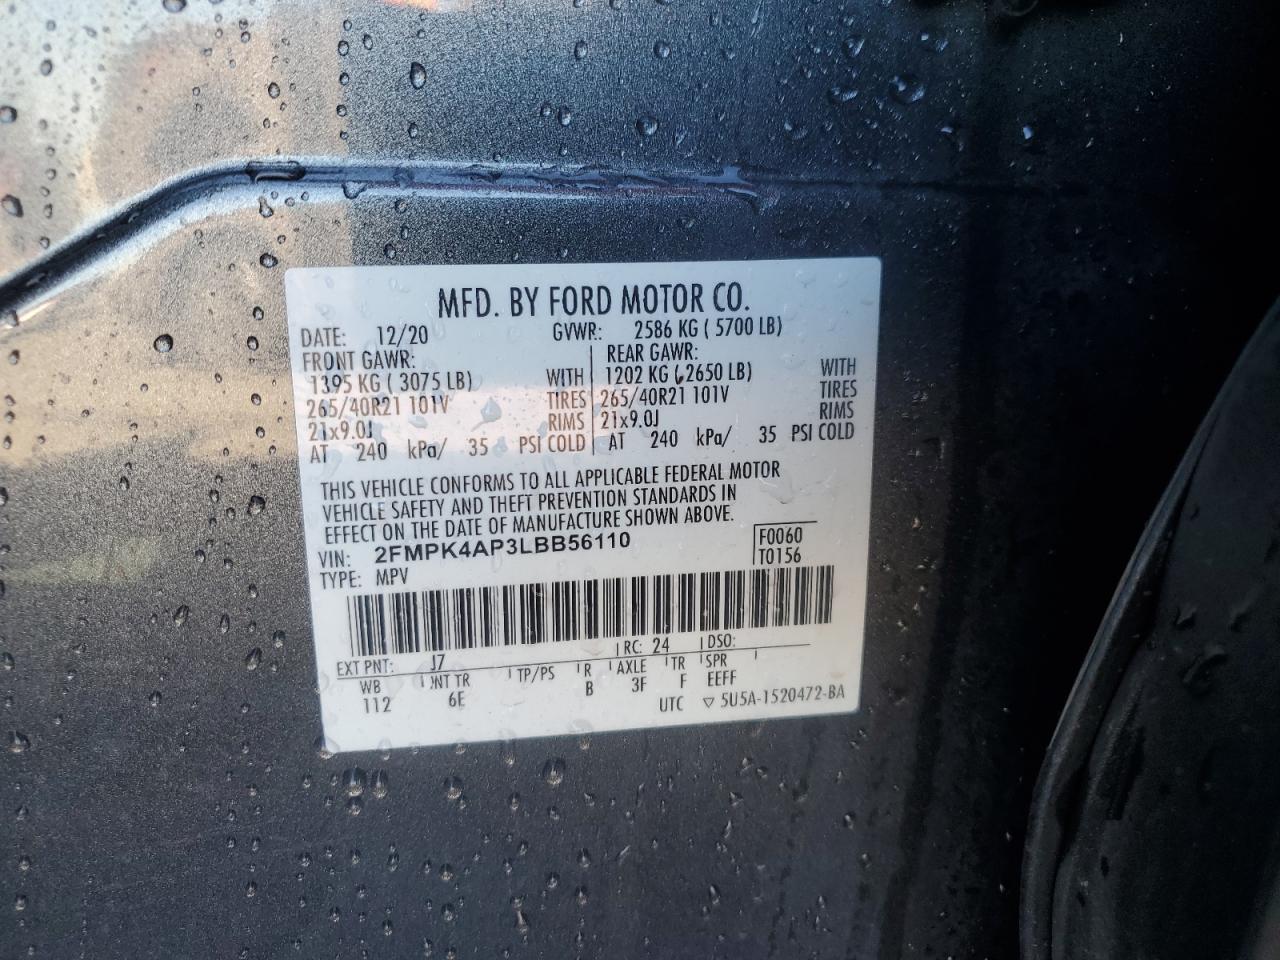 MFD. BY FORD MOTOR CO.
DATE: 12/20 GVWR: 2586 KG ( 5700 LB)
FRONT GAWR: REAR GAWR:
1395 KG ( 3075 LB) WITH 1202 KG ( 2650 LB) WITH
265/40R21 101V TIRES 265/40R21 101V TIRES
21x9.0J RIMS 21x9.0J RIMS
AT 240 kPa/ 35 PSI COLD AT 240 kPa/ 35 PSI COLD
THIS VEHICLE CONFORMS TO ALL APPLICABLE FEDERAL MOTOR
VEHICLE SAFETY AND THEFT PREVENTION STANDARDS IN
EFFECT ON THE DATE OF MANUFACTURE SHOWN ABOVE.
VIN: 2FMPK4AP3LBB56110 F0060
TYPE: MPV T0156
EXT PNT: J7 RC: 24 DSO:
WB INT TR TP/PS R AXLE TR SPR
112 6E B 3F F EEFF
UTC ▽ 5U5A-1520472-BA